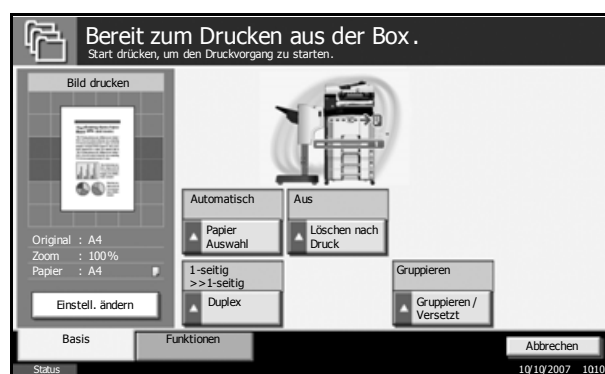 Bereit zum Drucken aus der Box.
Start drücken, um den Druckvorgang zu starten.
Bild drucken
Original : A4
Zoom : 100%
Papier : A4
Einstell. ändern
Automatisch
Papier
Auswahl
Aus
Löschen nach
Druck
1-seitig
>>1-seitig
Duplex
Gruppieren
Gruppieren /
Versetzt
Basis
Funktionen
Abbrechen
Status
10/10/2007 1010